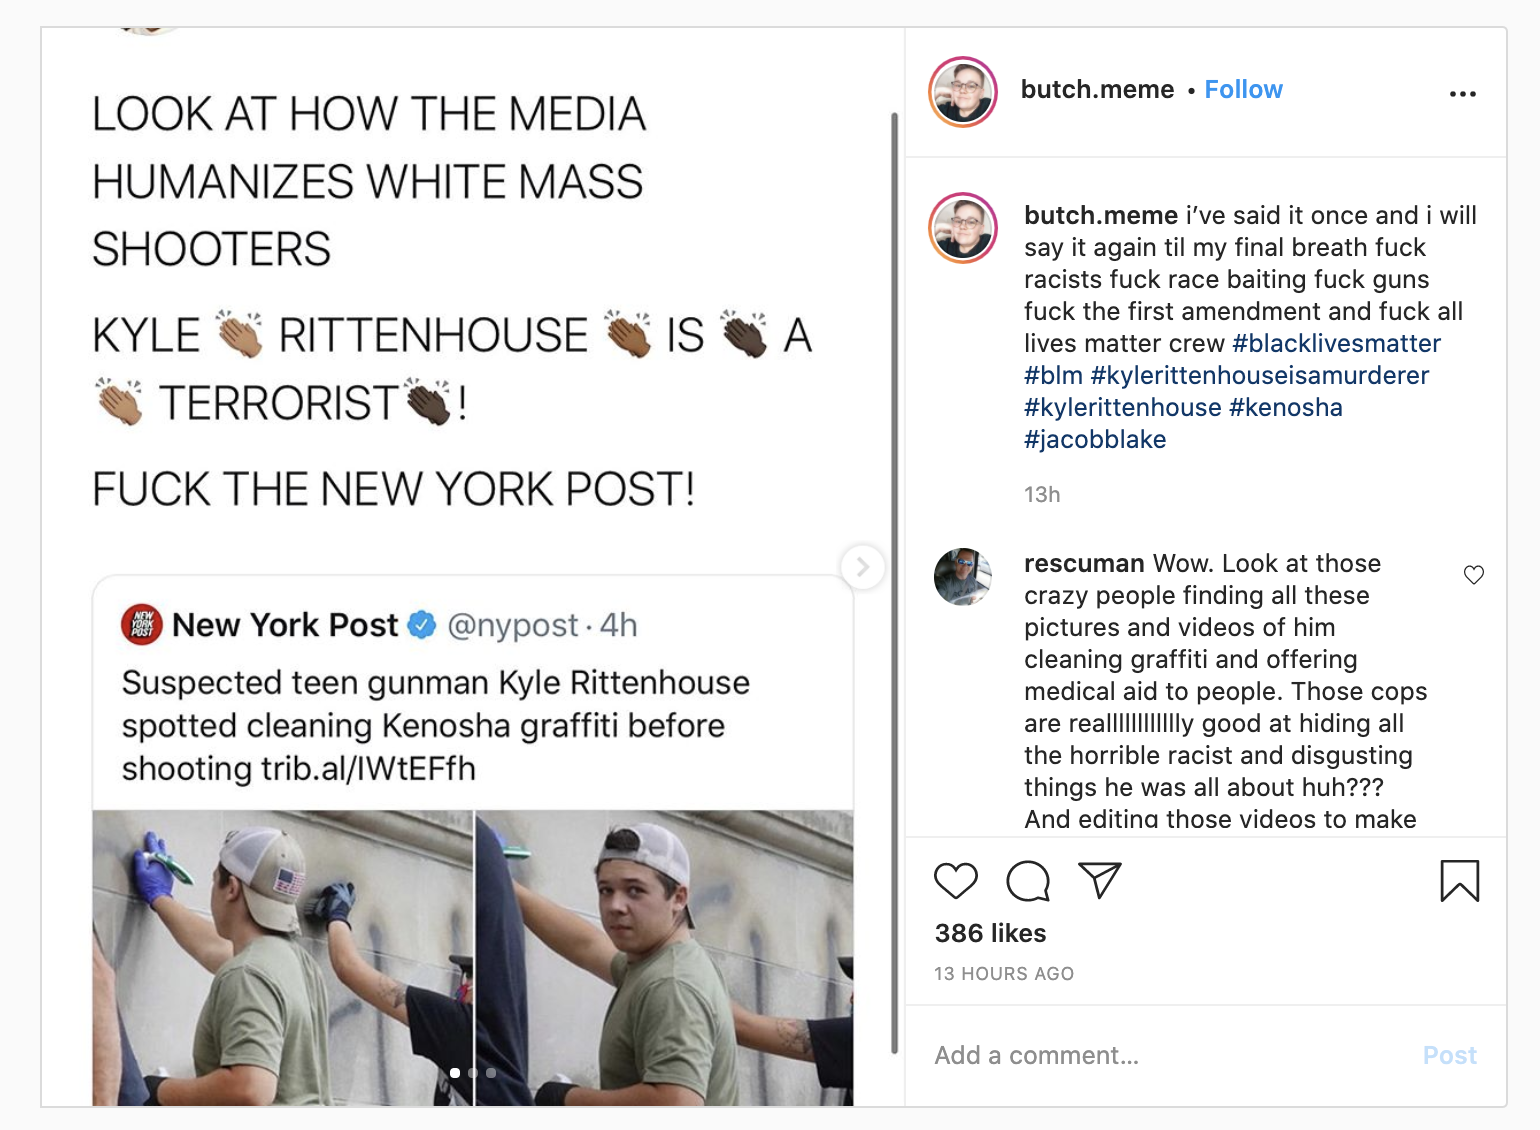 LOOK AT HOW THE MEDIA
HUMANIZES WHITE MASS
SHOOTERS
KYLE 👏🏽 RITTENHOUSE 👏🏾 IS 👏🏿 A
👏🏽 TERRORIST👏🏿!
FUCK THE NEW YORK POST!
NEW
YORK
POST
New York Post @nypost · 4h
Suspected teen gunman Kyle Rittenhouse
spotted cleaning Kenosha graffiti before
shooting trib.al/IWtEFfh
butch.meme • Follow
butch.meme i’ve said it once and i will
say it again til my final breath fuck
racists fuck race baiting fuck guns
fuck the first amendment and fuck all
lives matter crew #blacklivesmatter
#blm #kylerittenhouseisamurderer
#kylerittenhouse #kenosha
#jacobblake
13h
rescuman Wow. Look at those
crazy people finding all these
pictures and videos of him
cleaning graffiti and offering
medical aid to people. Those cops
are realllllllllllly good at hiding all
the horrible racist and disgusting
things he was all about huh???
And editing those videos to make
386 likes
13 HOURS AGO
Add a comment...
Post